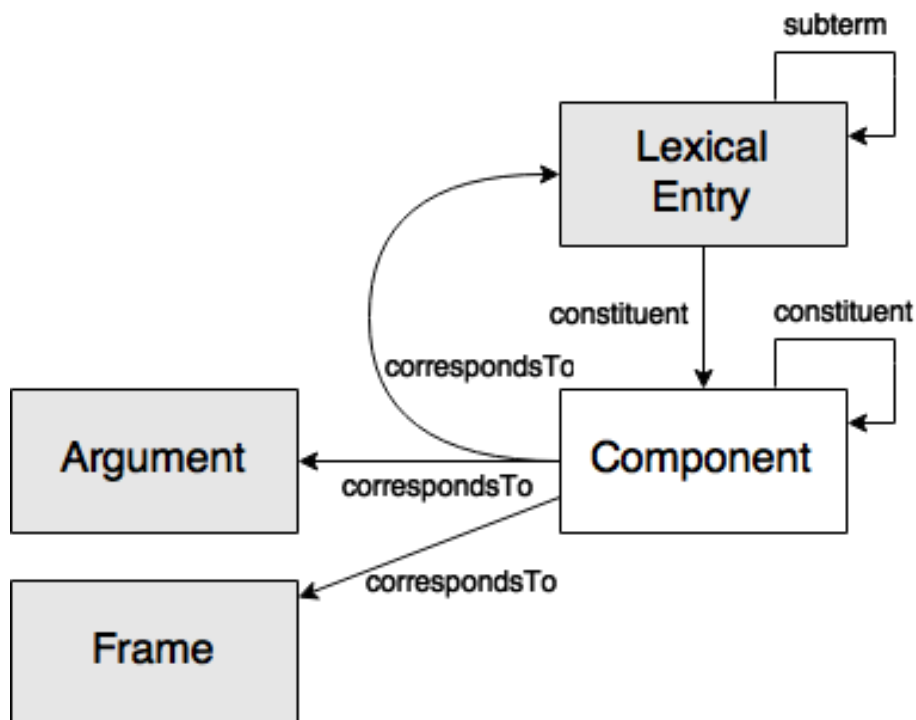 subterm
Lexical
Entry
constituent
constituent
correspondsTo
Argument
Component
correspondsTo
correspondsTo
Frame